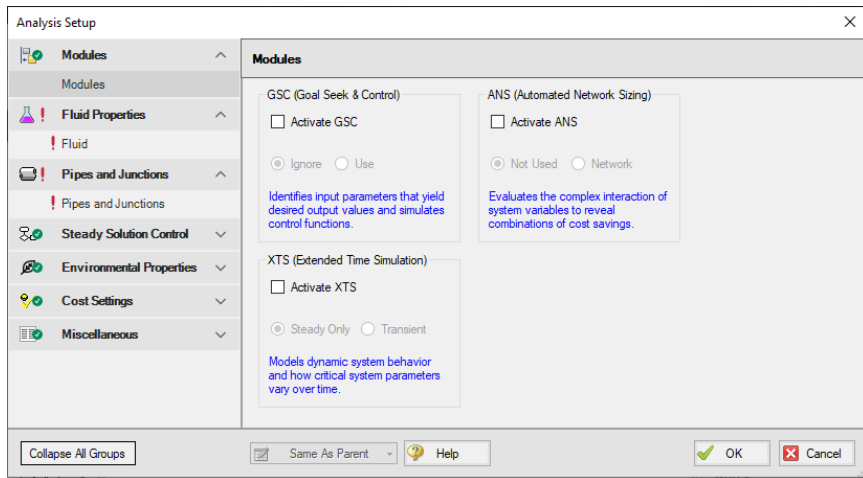 Analysis Setup
Modules
Modules
Fluid Properties
Fluid
Pipes and Junctions
Pipes and Junctions
Steady Solution Control
Environmental Properties
Cost Settings
Miscellaneous
Modules
GSC (Goal Seek & Control)
Activate GSC
Ignore Use
Identifies input parameters that yield
desired output values and simulates
control functions.
ANS (Automated Network Sizing)
Activate ANS
Not Used Network
Evaluates the complex interaction of
system variables to reveal
combinations of cost savings.
XTS (Extended Time Simulation)
Activate XTS
Steady Only Transient
Models dynamic system behavior
and how critical system parameters
vary over time.
Collapse All Groups Same As Parent Help OK Cancel